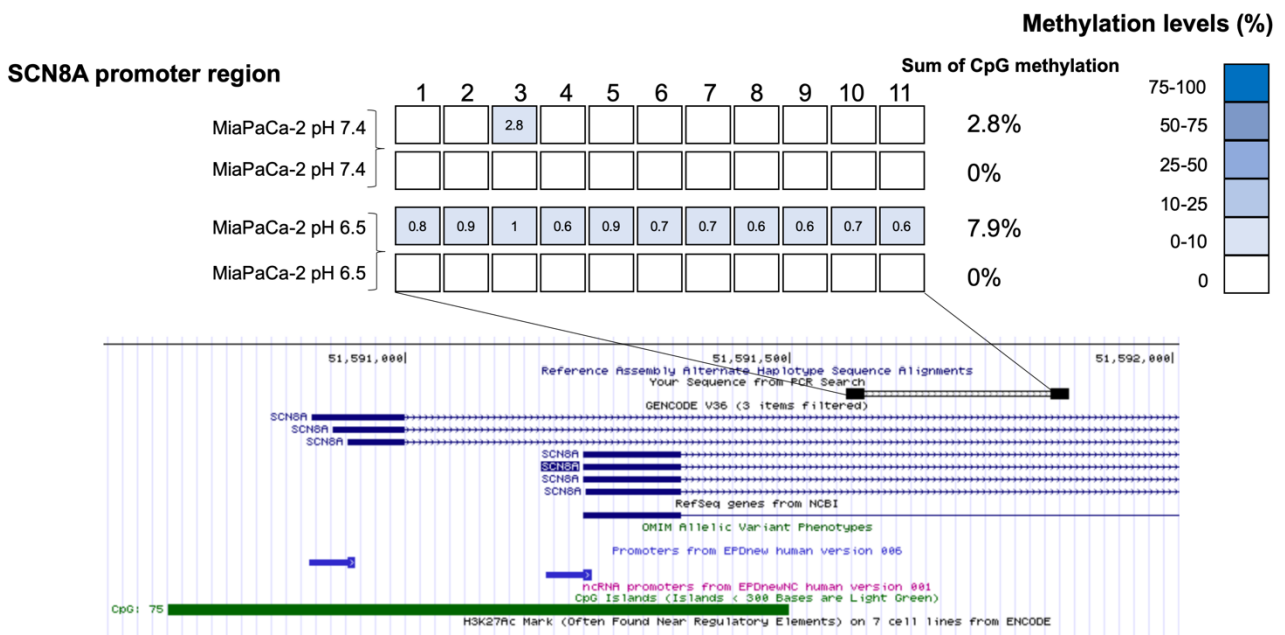 Methylation levels (%)
SCN8A promoter region
Sum of CpG methylation
1 2 3 4 5 6 7 8 9 10 11
75-100
MiaPaCa-2 pH 7.4 2.8 2.8%
50-75
MiaPaCa-2 pH 7.4 0%
25-50
10-25
MiaPaCa-2 pH 6.5 0.8 0.9 1 0.6 0.9 0.7 0.7 0.6 0.6 0.7 0.6 7.9%
0-10
MiaPaCa-2 pH 6.5 0%
0
51,591,000| 51,591,500| 51,592,000|
Reference Assembly Alternate Haplotype Sequence Alignments
Your Sequence from PCR Search
GENCODE V36 (3 items filtered)
SCN8A
SCN8A
SCN8A
SCN8A
SCN8A
SCN8A
SCN8A
RefSeq genes from NCBI
OMIM Allelic Variant Phenotypes
Promoters from EPDnew human version 006
ncRNA promoters from EPDnewNC human version 001
CpG Islands (Islands < 300 Bases are Light Green)
CpG: 75
H3K27Ac Mark (Often Found Near Regulatory Elements) on 7 cell lines from ENCODE